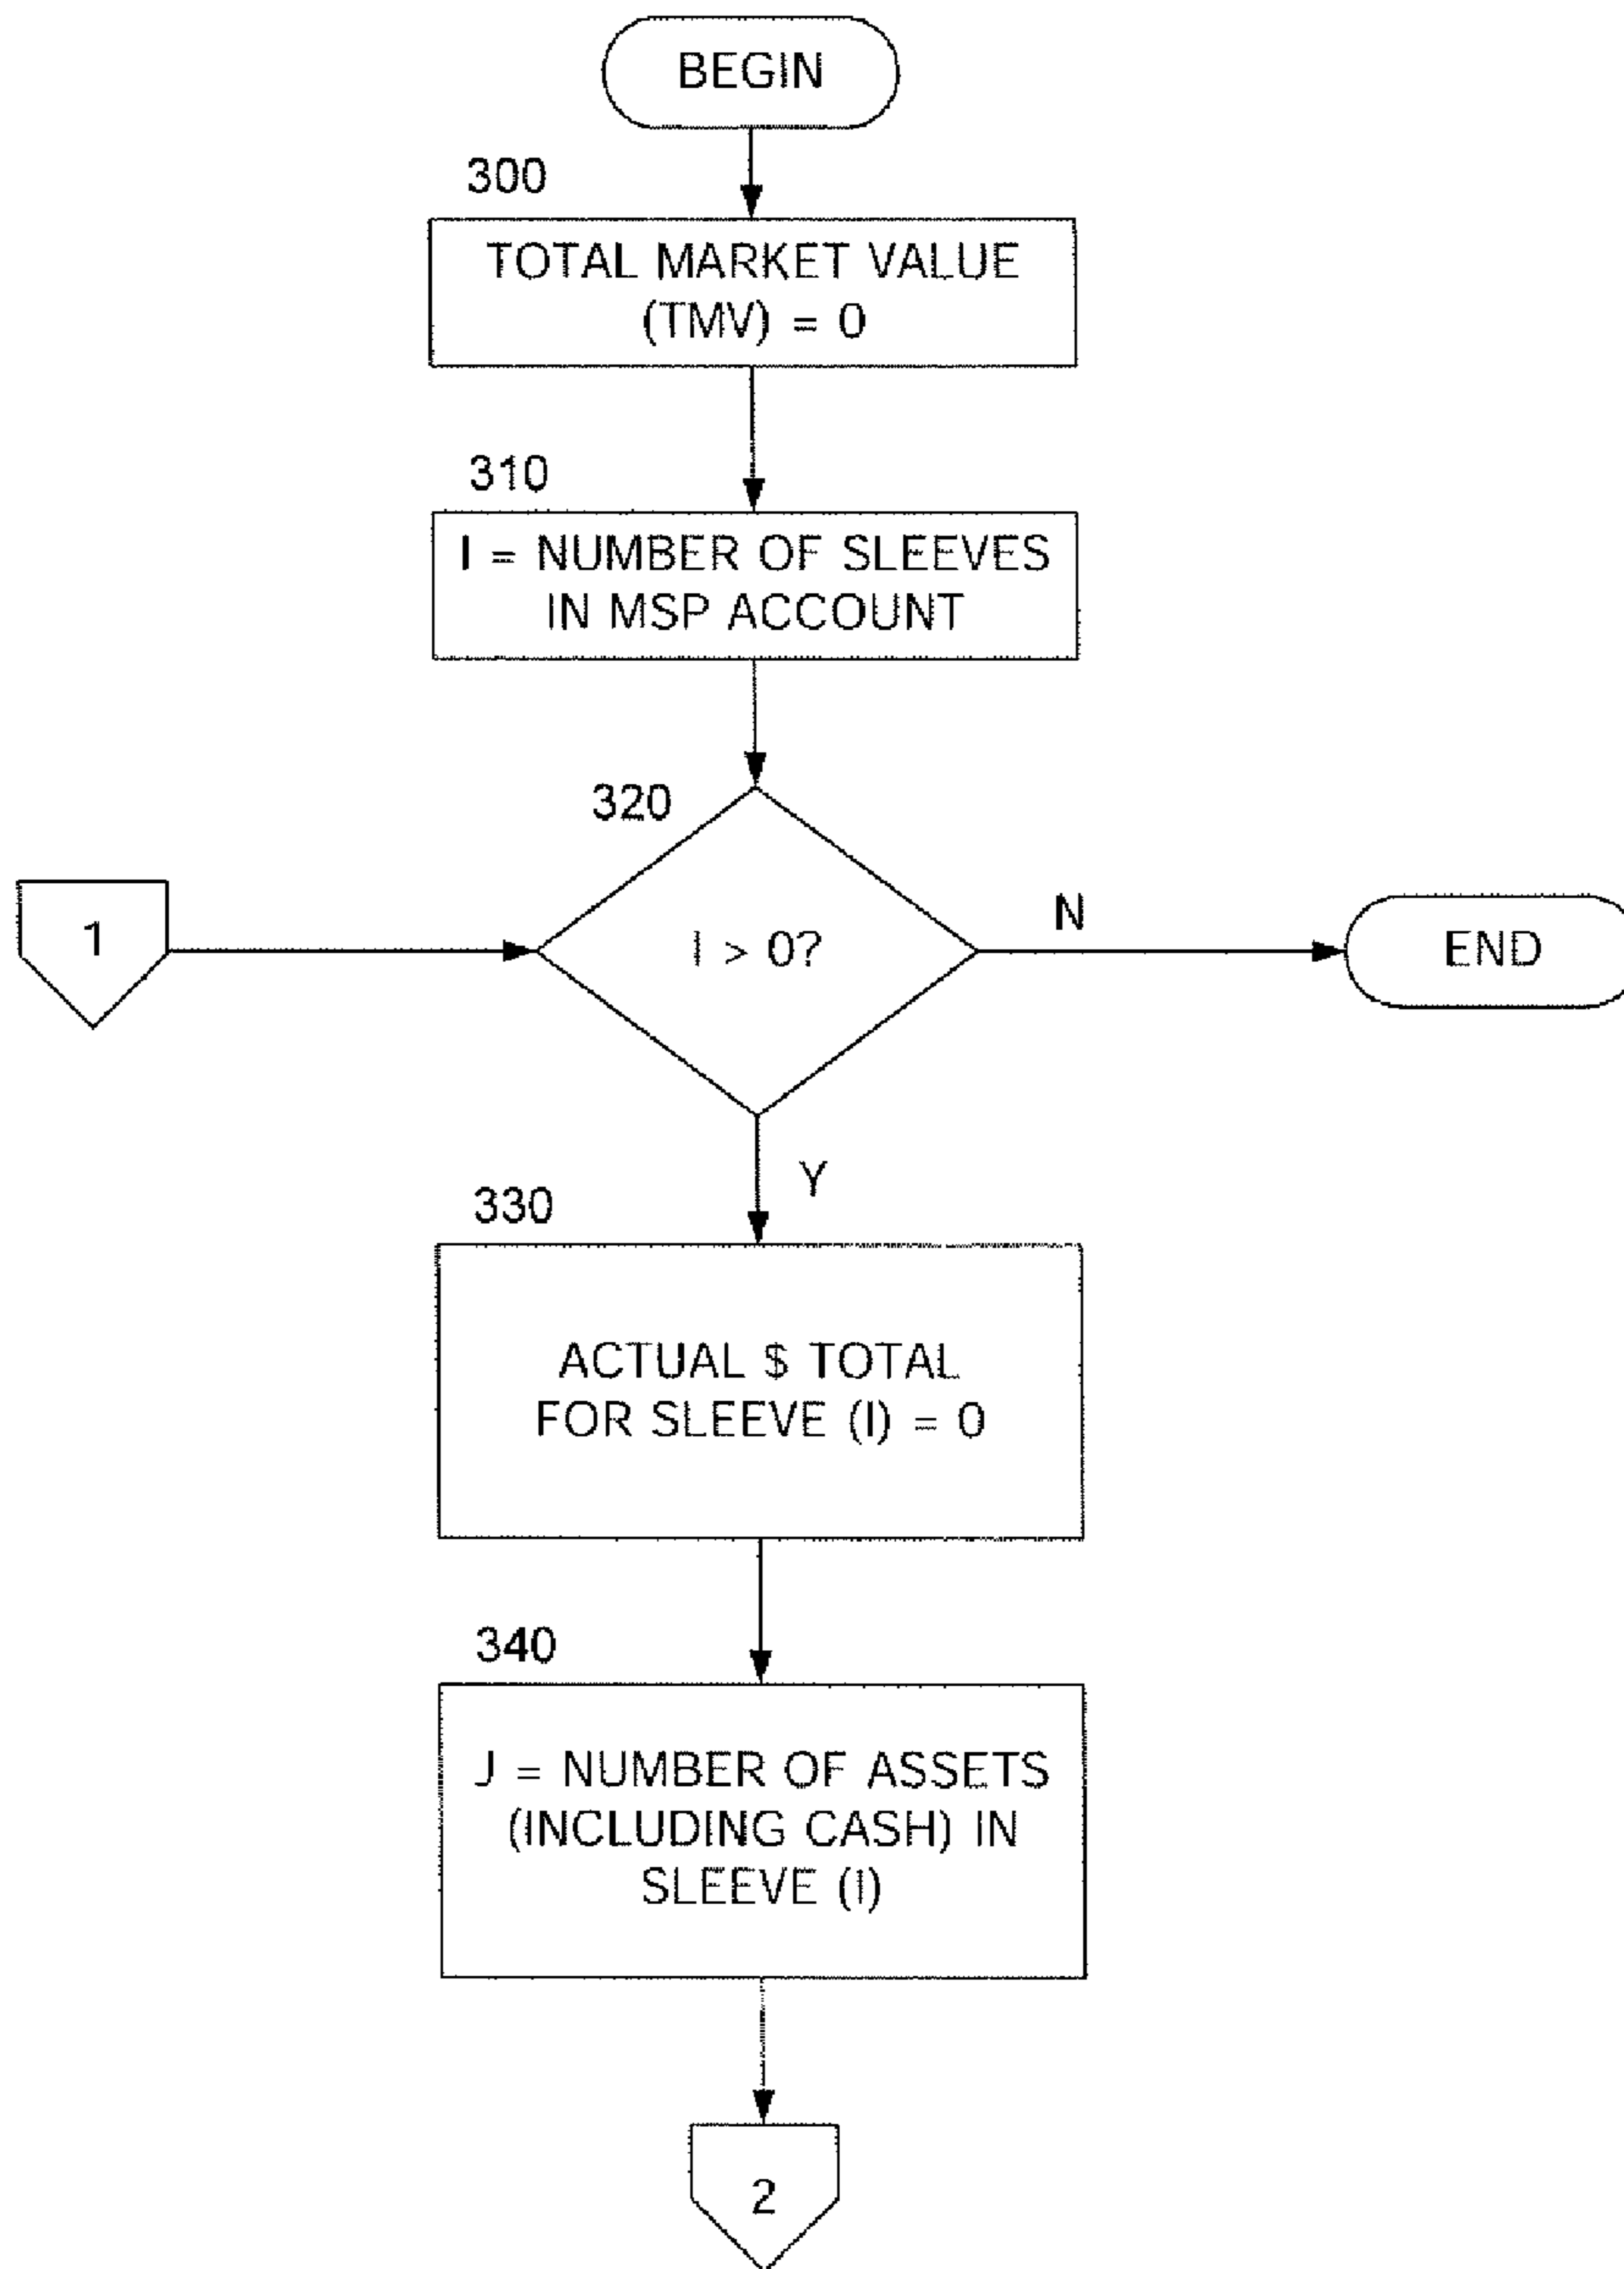 BEGIN
300
TOTAL MARKET VALUE
(TMV) = 0
310
I = NUMBER OF SLEEVES
IN MSP ACCOUNT
320
1
I > 0?
N
END
Y
330
ACTUAL $ TOTAL
FOR SLEEVE (I) = 0
340
J = NUMBER OF ASSETS
(INCLUDING CASH) IN
SLEEVE (I)
2